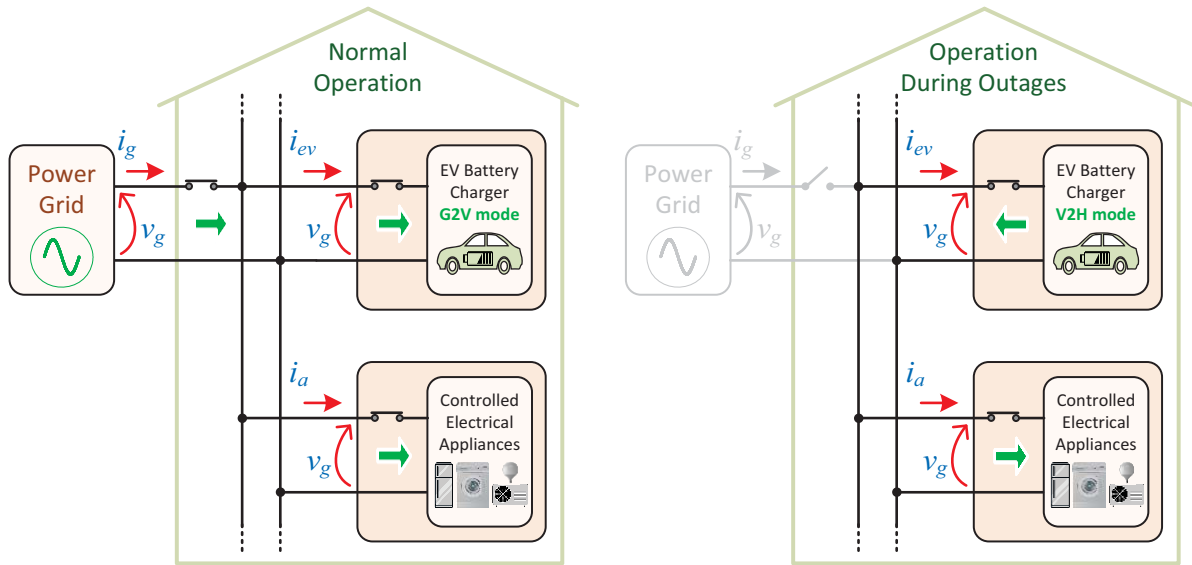 Normal
Operation
i_g
Power
Grid
v_g
i_ev
v_g
EV Battery
Charger
G2V mode
i_a
v_g
Controlled
Electrical
Appliances
Operation
During Outages
i_g
Power
Grid
v_g
i_ev
v_g
EV Battery
Charger
V2H mode
i_a
v_g
Controlled
Electrical
Appliances